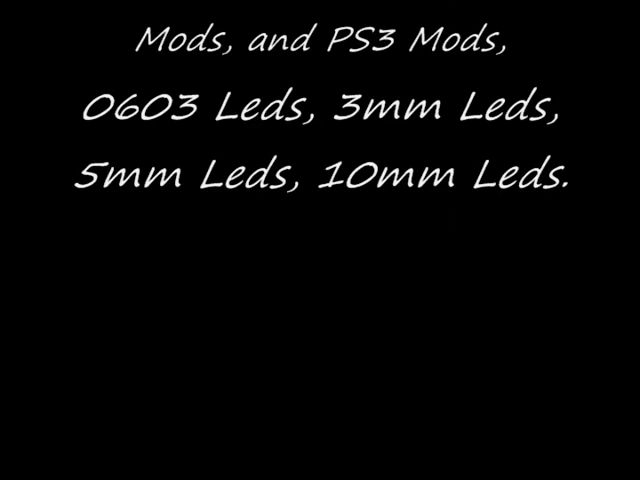 Mods, and PS3 Mods,
0603 Leds, 3mm Leds,
5mm Leds, 10mm Leds.